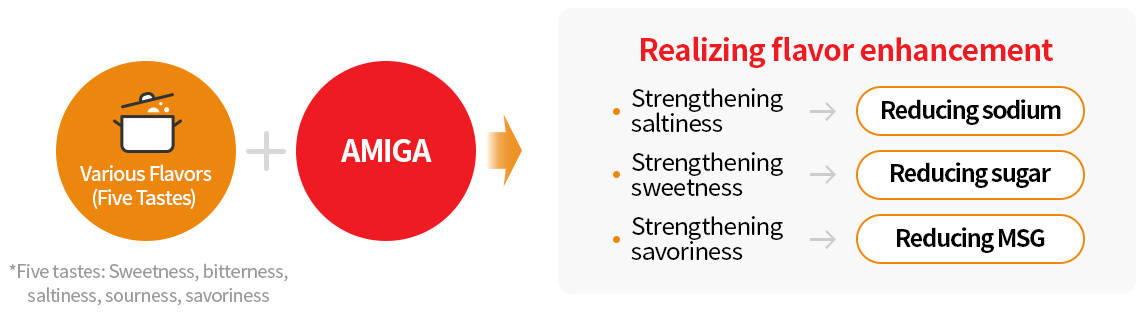 Various Flavors
(Five Tastes)
AMIGA
*Five tastes: Sweetness, bitterness,
saltiness, sourness, savoriness
Realizing flavor enhancement
Strengthening
saltiness
Reducing sodium
Strengthening
sweetness
Reducing sugar
Strengthening
savoriness
Reducing MSG